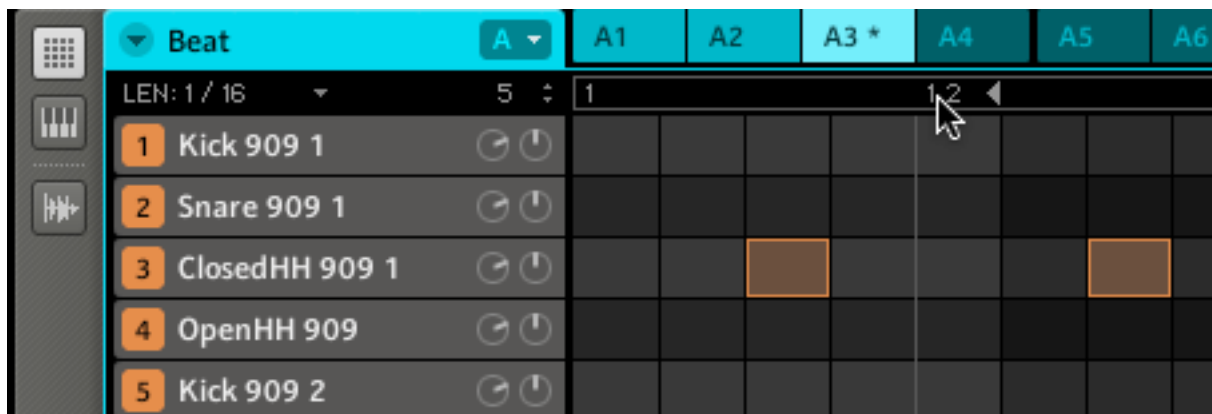 Beat A A1 A2 A3 * A4 A5 A6
LEN: 1 / 16 5 1 1.2
1 Kick 909 1
2 Snare 909 1
3 ClosedHH 909 1
4 OpenHH 909
5 Kick 909 2